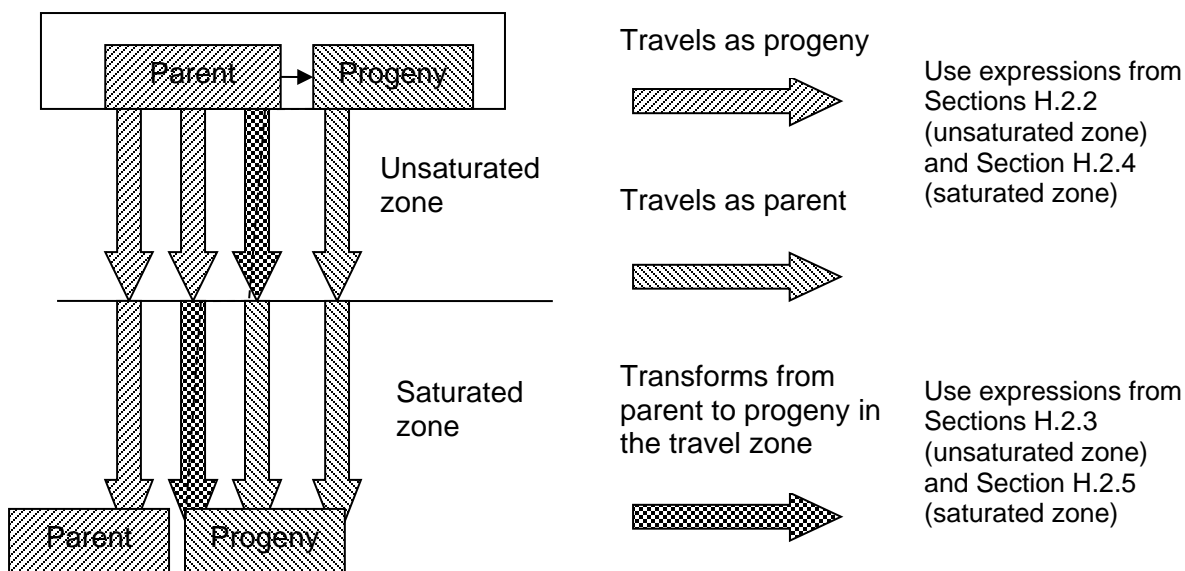 Parent
Progeny
Unsaturated
zone
Saturated
zone
Parent
Progeny
Travels as progeny
Travels as parent
Transforms from
parent to progeny in
the travel zone
Use expressions from
Sections H.2.2
(unsaturated zone)
and Section H.2.4
(saturated zone)
Use expressions from
Sections H.2.3
(unsaturated zone)
and Section H.2.5
(saturated zone)